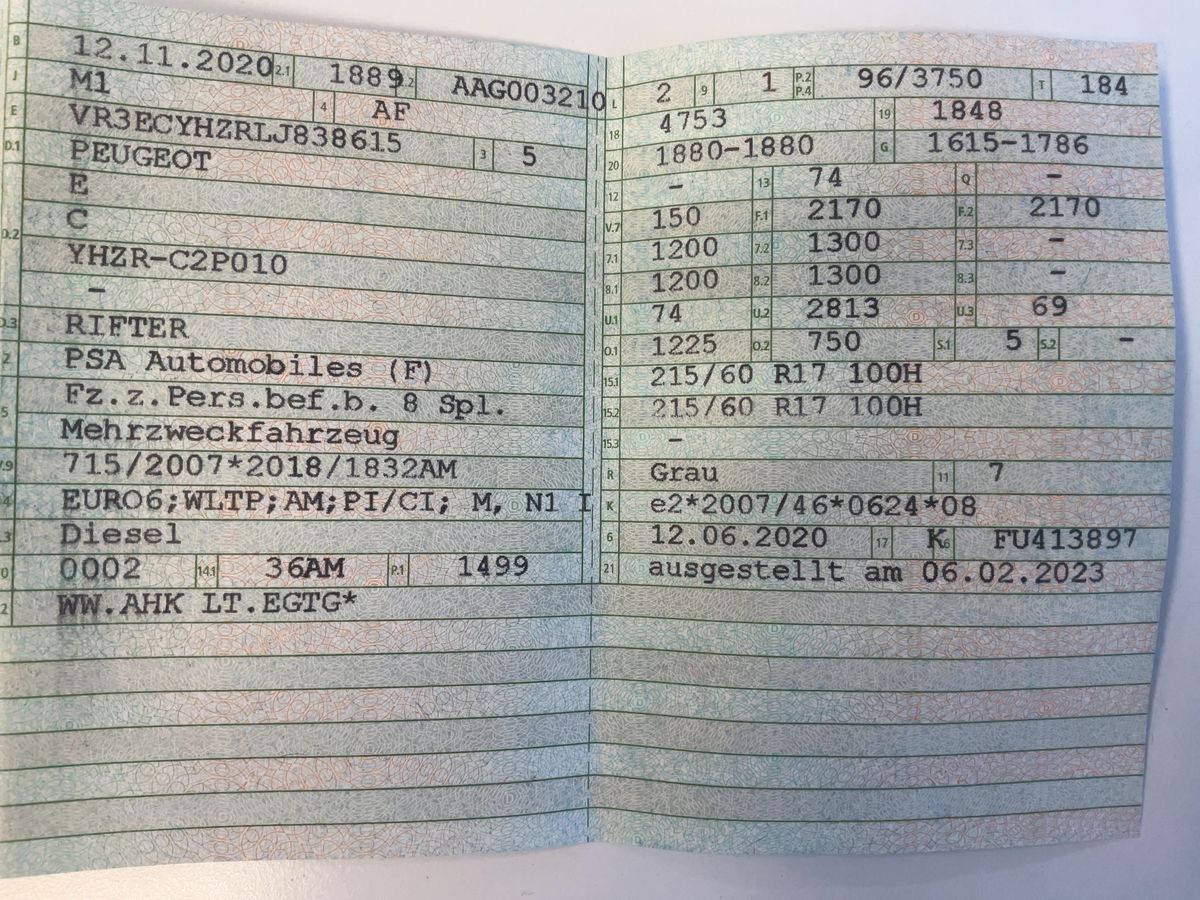 B 12.11.2020 2.1 1889 2.2 AAG003210
J M1 4 AF
E VR3ECYHZRLJ838615 3 5
D.1 PEUGEOT
E
D.2 C
YHZR-C2P010
-
D.3 RIFTER
2 PSA Automobiles (F)
5 Fz.z.Pers.bef.b. 8 Spl.
Mehrzweckfahrzeug
V.9 715/2007*2018/1832AM
14 EURO6;WLTP;AM;PI/CI; M, N1 I
P.3 Diesel
10 0002 14.1 36AM P.1 1499
22 WW.AHK LT.EGTG*
L 2 9 1 P.2 P.4 96/3750 T 184
18 4753 19 1848
20 1880-1880 G 1615-1786
12 - 13 74 Q -
V.7 150 F.1 2170 F.2 2170
7.1 1200 7.2 1300 7.3 -
8.1 1200 8.2 1300 8.3 -
U.1 74 U.2 2813 U.3 69
O.1 1225 O.2 750 S.1 5 S.2 -
15.1 215/60 R17 100H
15.2 215/60 R17 100H
15.3 -
R Grau 11 7
K e2*2007/46*0624*08
6 12.06.2020 17 K 16 FU413897
21 ausgestellt am 06.02.2023